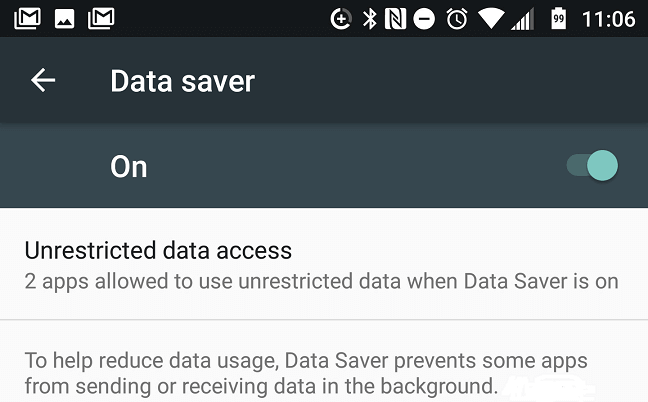 99 11:06
Data saver
On
Unrestricted data access
2 apps allowed to use unrestricted data when Data Saver is on
To help reduce data usage, Data Saver prevents some apps
from sending or receiving data in the background.